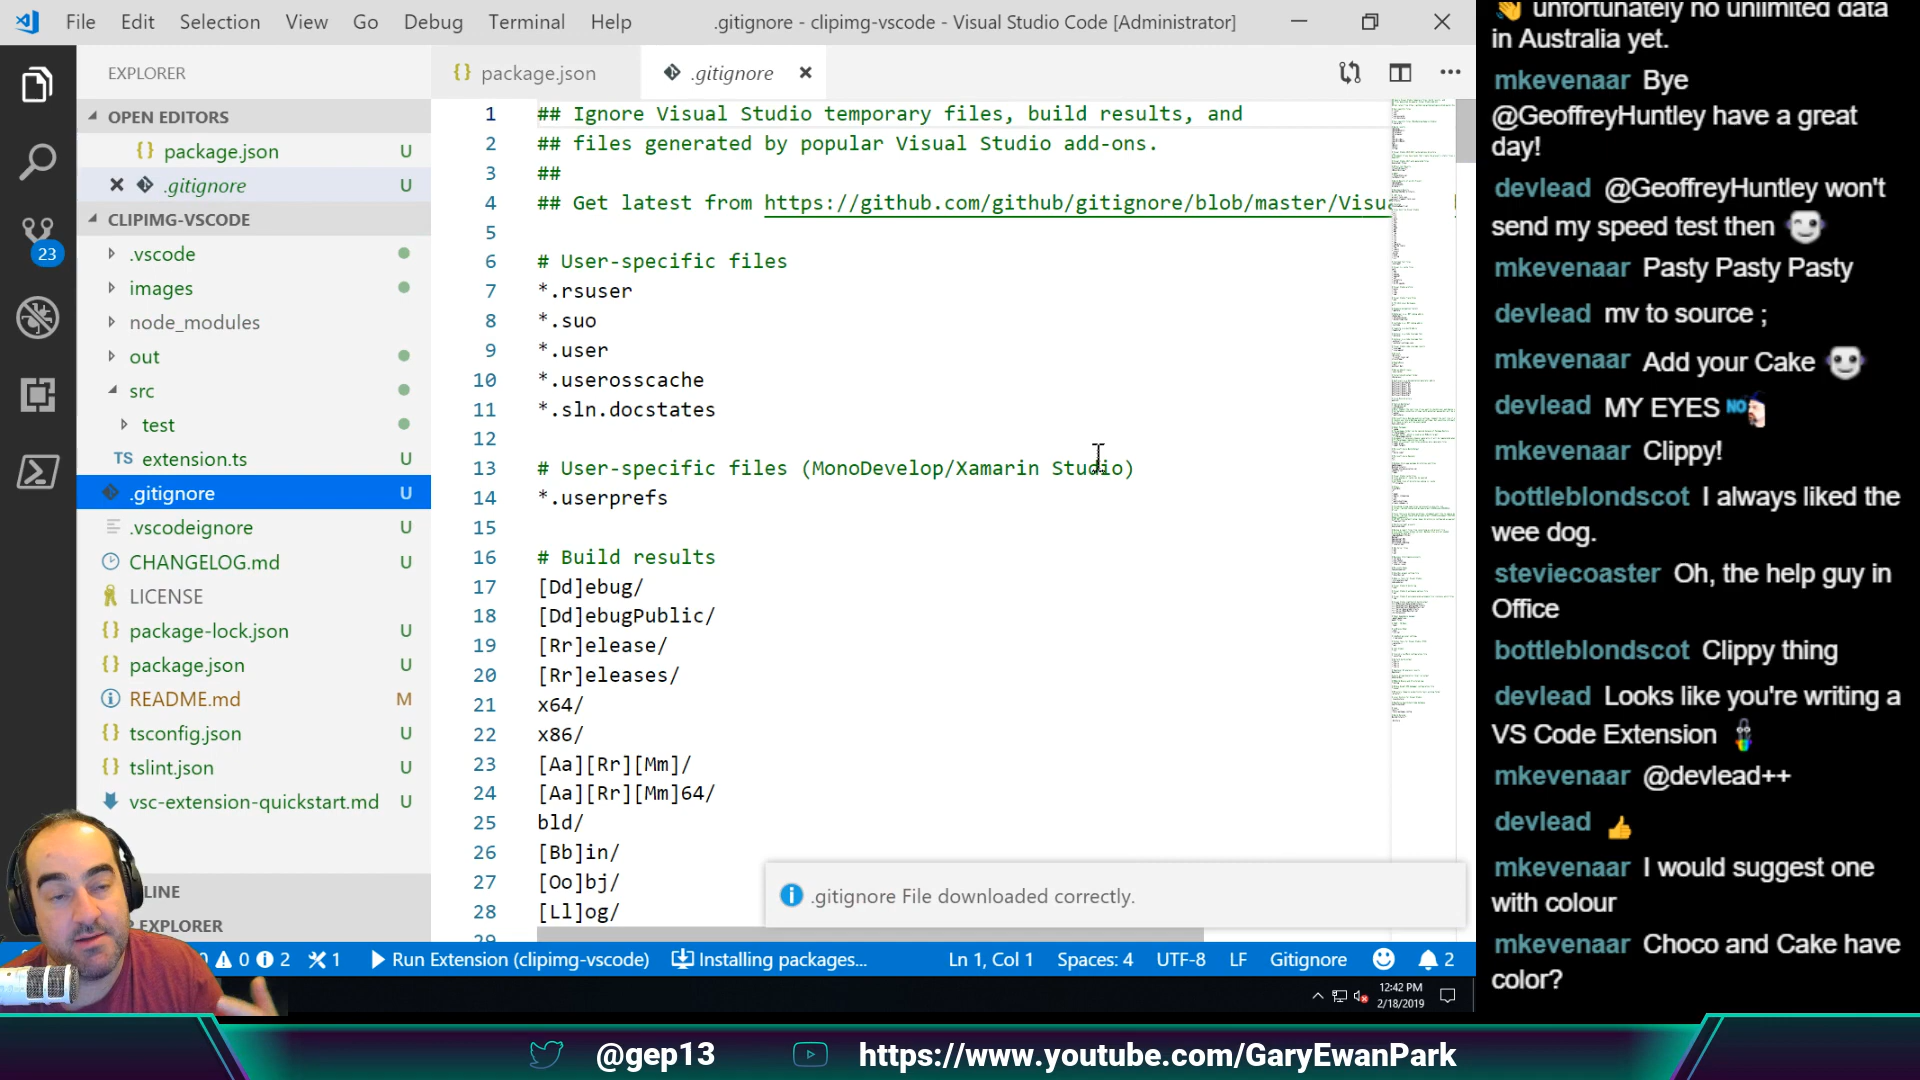 File Edit Selection View Go Debug Terminal Help
.gitignore - clipimg-vscode - Visual Studio Code [Administrator]
EXPLORER
OPEN EDITORS
package.json U
.gitignore U
CLIPIMG-VSCODE
.vscode
images
node_modules
out
src
test
extension.ts U
.gitignore U
.vscodeignore U
CHANGELOG.md U
LICENSE
package-lock.json U
package.json U
README.md M
tsconfig.json U
tslint.json U
vsc-extension-quickstart.md U
LINE
EXPLORER
23
package.json
.gitignore
1 ## Ignore Visual Studio temporary files, build results, and
2 ## files generated by popular Visual Studio add-ons.
3 ##
4 ## Get latest from https://github.com/github/gitignore/blob/master/Visu
5
6 # User-specific files
7 *.rsuser
8 *.suo
9 *.user
10 *.userosscache
11 *.sln.docstates
12
13 # User-specific files (MonoDevelop/Xamarin Studio)
14 *.userprefs
15
16 # Build results
17 [Dd]ebug/
18 [Dd]ebugPublic/
19 [Rr]elease/
20 [Rr]eleases/
21 x64/
22 x86/
23 [Aa][Rr][Mm]/
24 [Aa][Rr][Mm]64/
25 bld/
26 [Bb]in/
27 [Oo]bj/
28 [Ll]og/
29
.gitignore File downloaded correctly.
0 2 1 Run Extension (clipimg-vscode) Installing packages... Ln 1, Col 1 Spaces: 4 UTF-8 LF Gitignore 2
12:42 PM
2/18/2019
unfortunately no unlimited data
in Australia yet.
mkevenaar Bye
@GeoffreyHuntley have a great
day!
devlead @GeoffreyHuntley won't
send my speed test then
mkevenaar Pasty Pasty Pasty
devlead mv to source ;
mkevenaar Add your Cake
devlead MY EYES NO
mkevenaar Clippy!
bottleblondscot I always liked the
wee dog.
steviecoaster Oh, the help guy in
Office
bottleblondscot Clippy thing
devlead Looks like you're writing a
VS Code Extension
mkevenaar @devlead++
devlead
mkevenaar I would suggest one
with colour
mkevenaar Choco and Cake have
color?
@gep13
https://www.youtube.com/GaryEwanPark